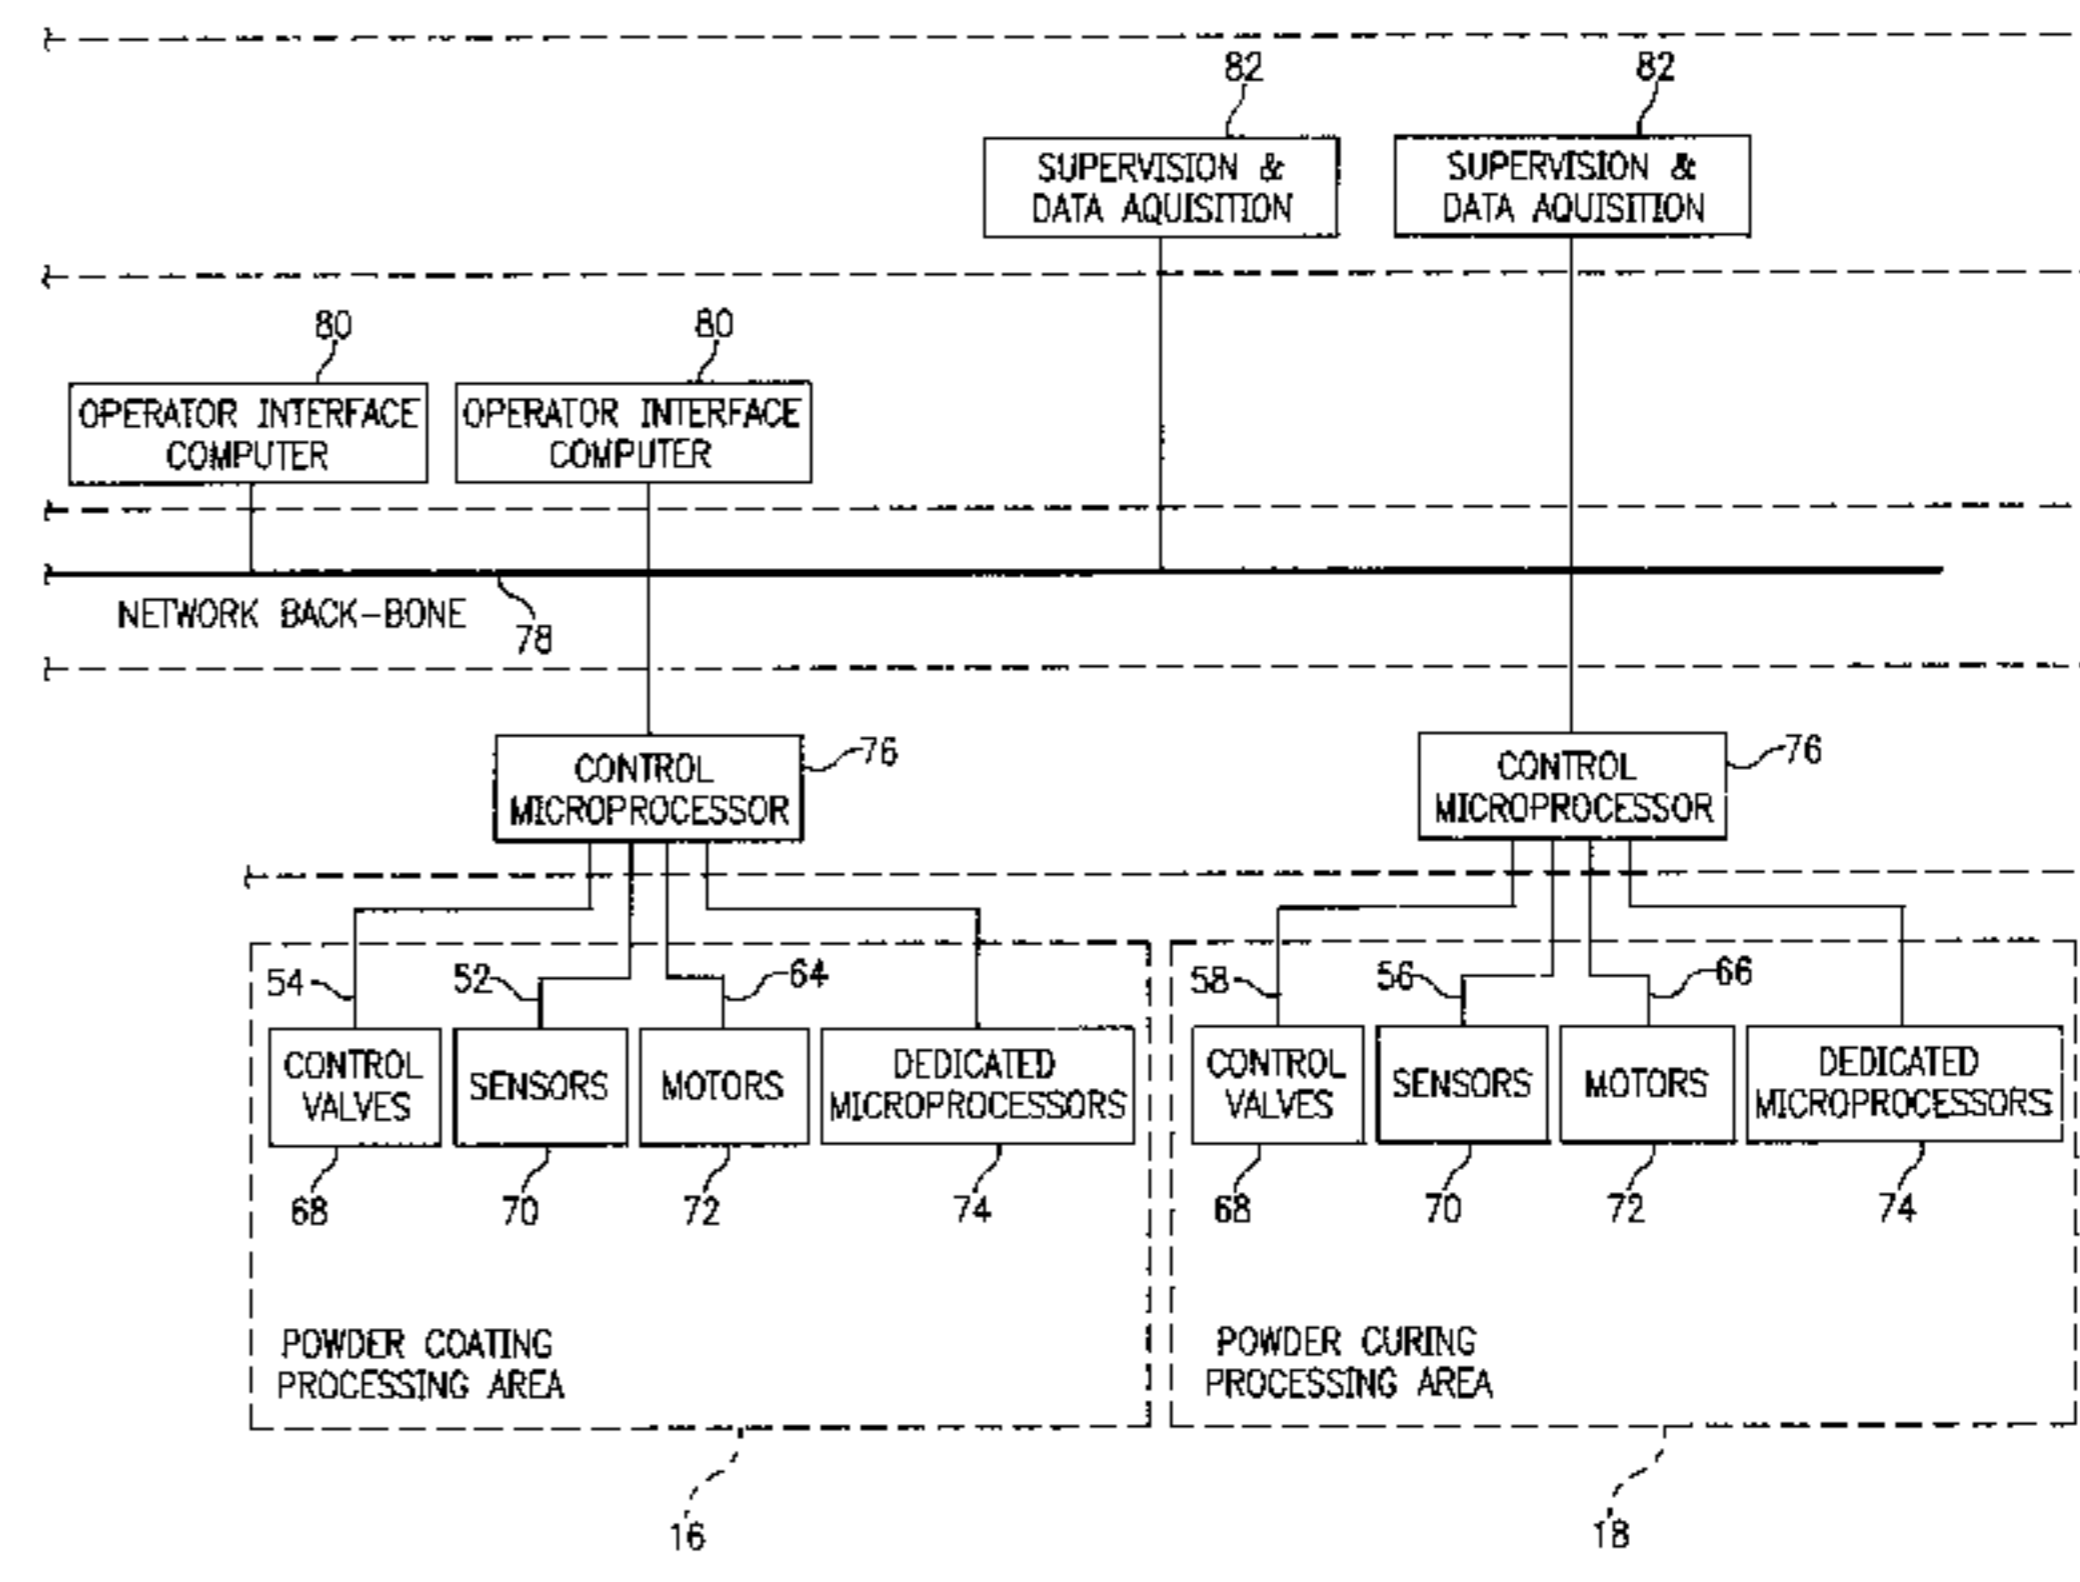 82
82
SUPERVISION &
DATA AQUISITION
SUPERVISION &
DATA AQUISITION
80
80
OPERATOR INTERFACE
COMPUTER
OPERATOR INTERFACE
COMPUTER
NETWORK BACK-BONE
78
CONTROL
MICROPROCESSOR
76
CONTROL
MICROPROCESSOR
76
54
52
64
58
56
66
CONTROL
VALVES
SENSORS
MOTORS
DEDICATED
MICROPROCESSORS
CONTROL
VALVES
SENSORS
MOTORS
DEDICATED
MICROPROCESSORS
68
70
72
74
68
70
72
74
POWDER COATING
PROCESSING AREA
POWDER CURING
PROCESSING AREA
16
18